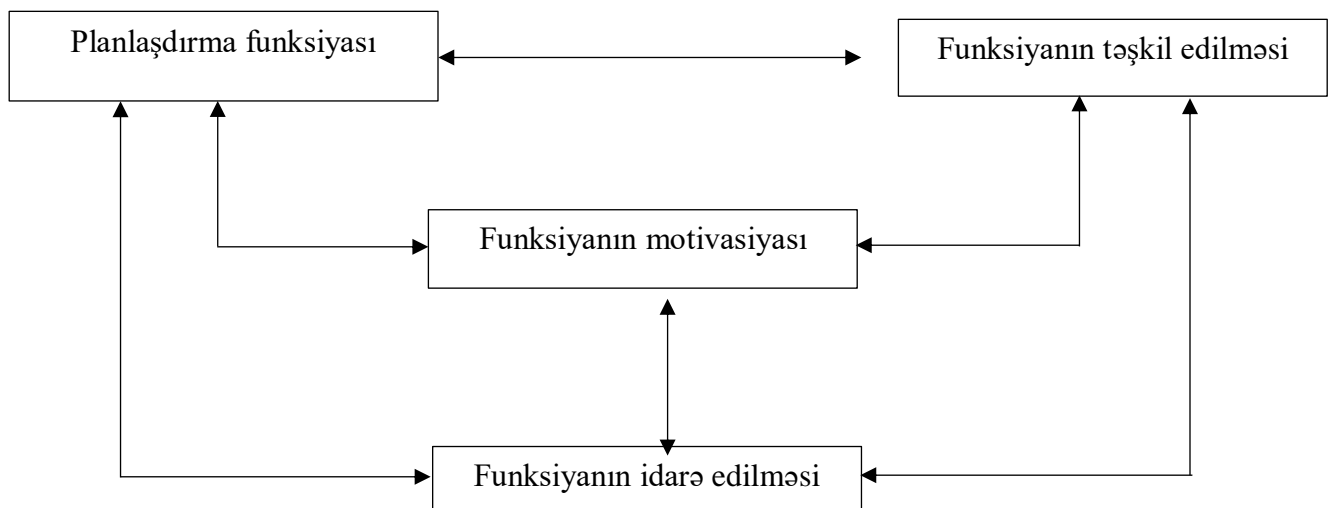 Planlaşdırma funksiyası
Funksiyanın təşkil edilməsi
Funksiyanın motivasiyası
Funksiyanın idarə edilməsi